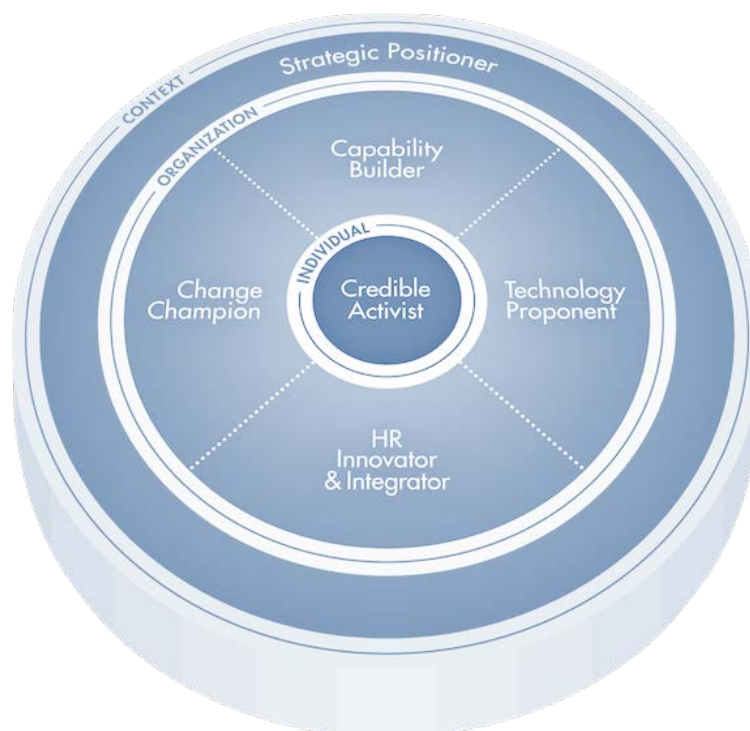 CONTEXT
Strategic Positioner
ORGANIZATION
Capability
Builder
INDIVIDUAL
Change
Champion
Credible
Activist
Technology
Proponent
HR
Innovator
& Integrator